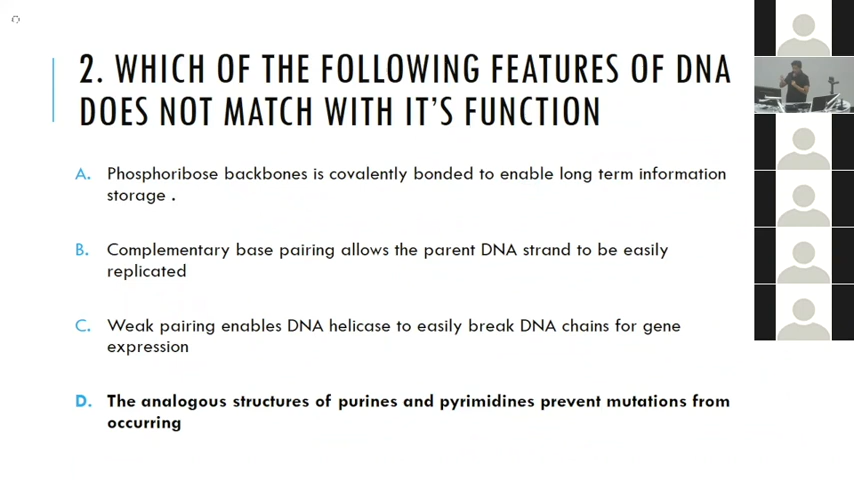 2. WHICH OF THE FOLLOWING FEATURES OF DNA
DOES NOT MATCH WITH IT'S FUNCTION
A. Phosphoribose backbones is covalently bonded to enable long term information
storage .
B. Complementary base pairing allows the parent DNA strand to be easily
replicated
C. Weak pairing enables DNA helicase to easily break DNA chains for gene
expression
D. The analogous structures of purines and pyrimidines prevent mutations from
occurring